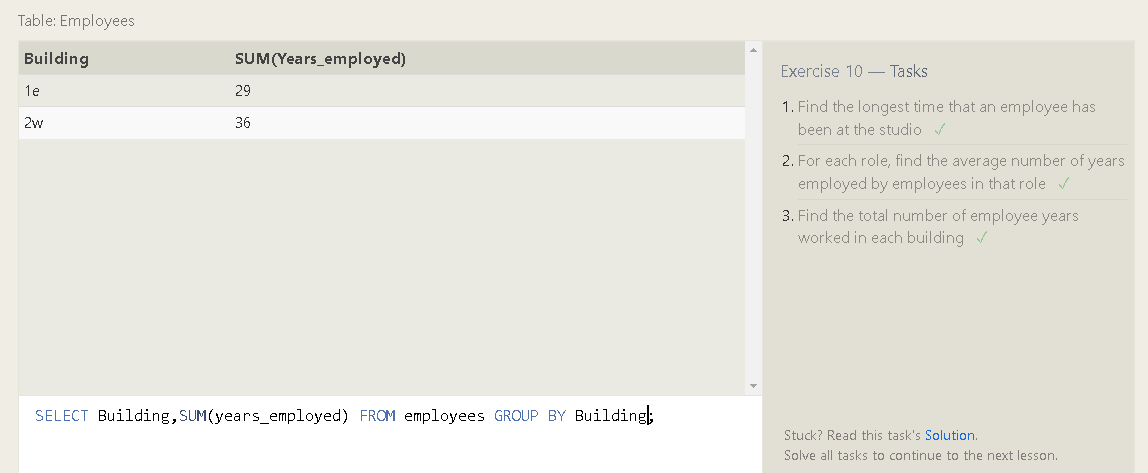 Table: Employees
Building SUM(Years_employed)
1e 29
2w 36
SELECT Building,SUM(years_employed) FROM employees GROUP BY Building;
Exercise 10 — Tasks
1. Find the longest time that an employee has
been at the studio ✓
2. For each role, find the average number of years
employed by employees in that role ✓
3. Find the total number of employee years
worked in each building ✓
Stuck? Read this task's Solution.
Solve all tasks to continue to the next lesson.